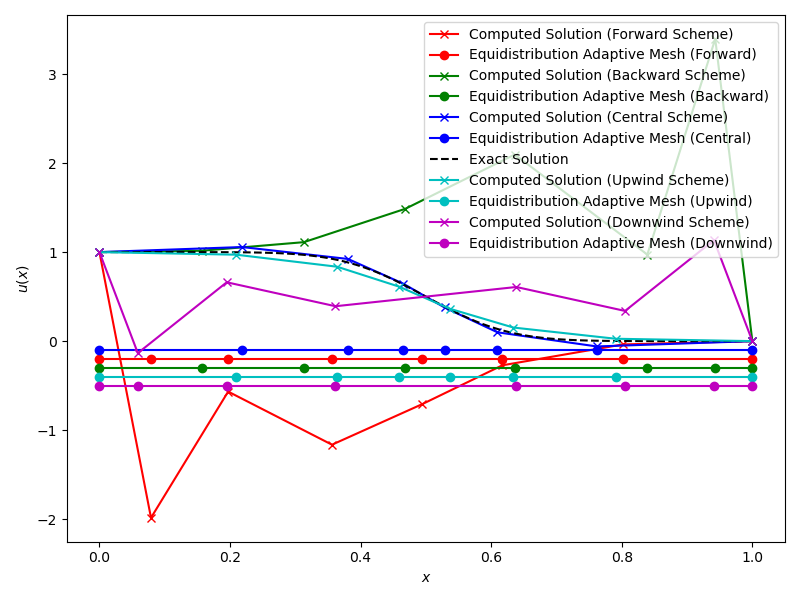 Computed Solution (Forward Scheme)
Equidistribution Adaptive Mesh (Forward)
Computed Solution (Backward Scheme)
Equidistribution Adaptive Mesh (Backward)
Computed Solution (Central Scheme)
Equidistribution Adaptive Mesh (Central)
Exact Solution
Computed Solution (Upwind Scheme)
Equidistribution Adaptive Mesh (Upwind)
Computed Solution (Downwind Scheme)
Equidistribution Adaptive Mesh (Downwind)
3
2
1
0
−1
−2
u(x)
0.0 0.2 0.4 0.6 0.8 1.0
x